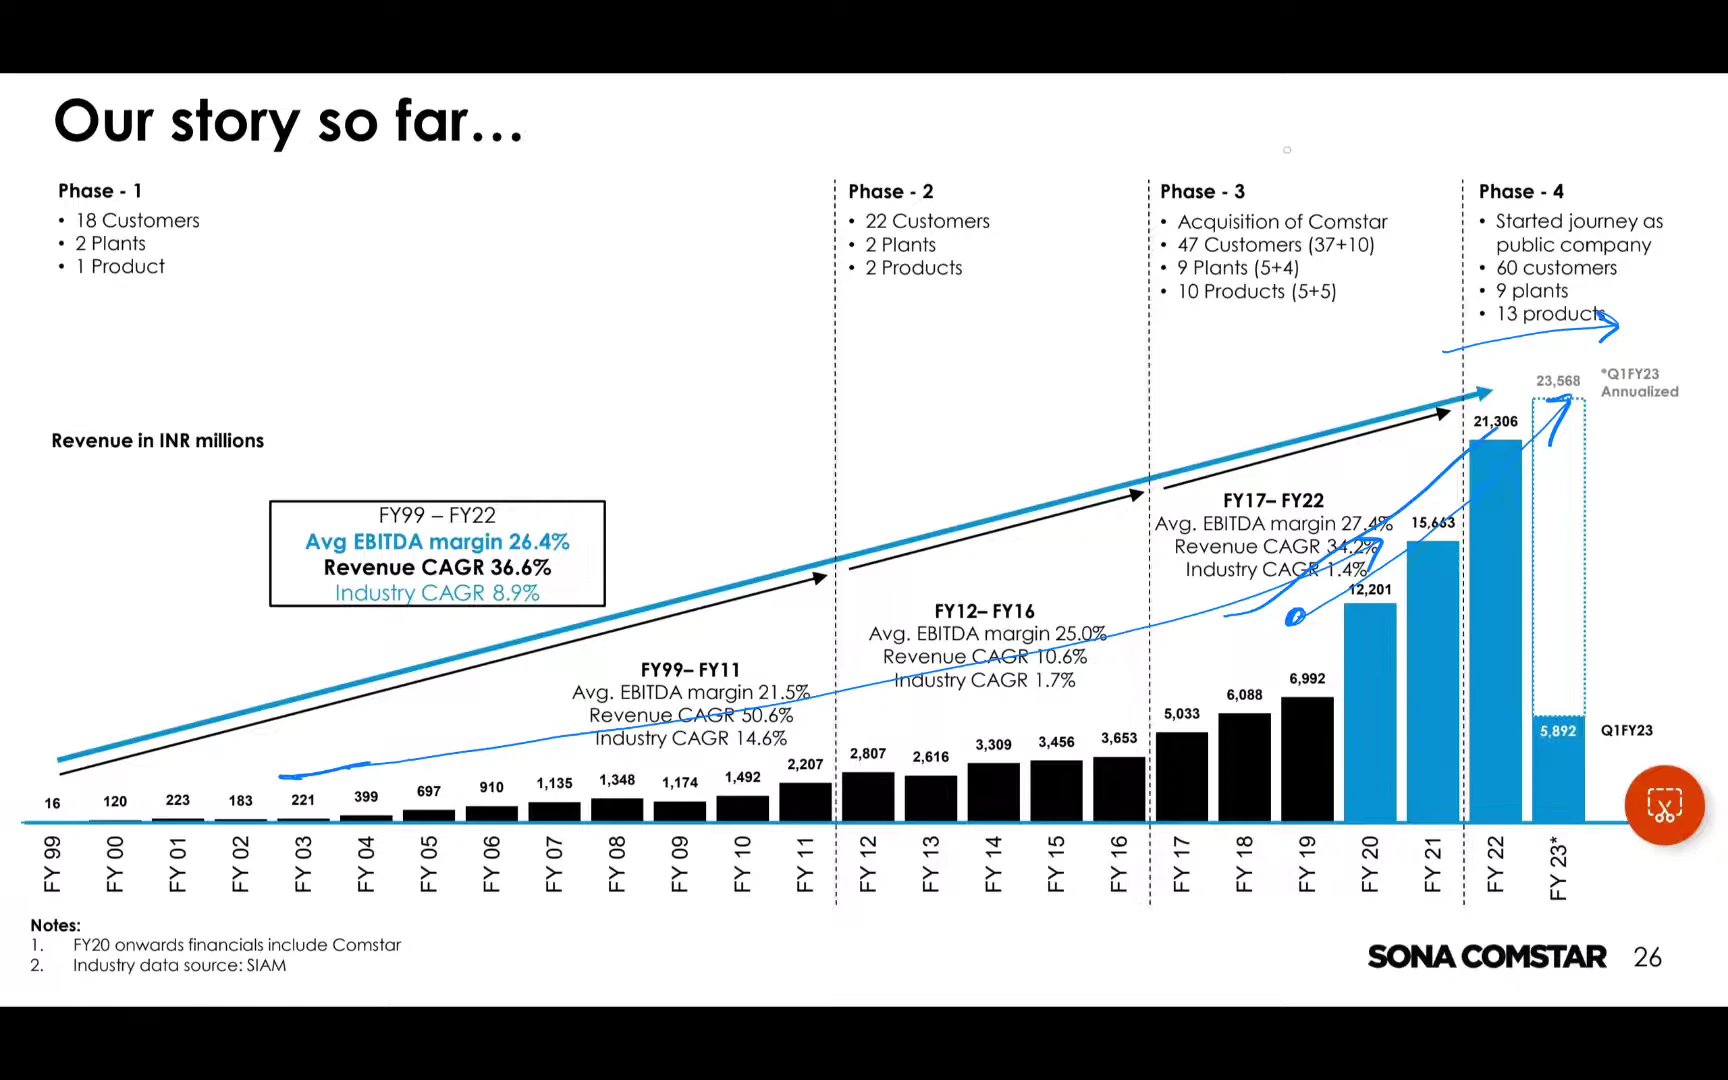 Our story so far...
Phase - 1
• 18 Customers
• 2 Plants
• 1 Product
Phase - 2
• 22 Customers
• 2 Plants
• 2 Products
Phase - 3
• Acquisition of Comstar
• 47 Customers (37+10)
• 9 Plants (5+4)
• 10 Products (5+5)
Phase - 4
• Started journey as
public company
• 60 customers
• 9 plants
• 13 products
Revenue in INR millions
FY99 – FY22
Avg EBITDA margin 26.4%
Revenue CAGR 36.6%
Industry CAGR 8.9%
FY99– FY11
Avg. EBITDA margin 21.5%
Revenue CAGR 50.6%
Industry CAGR 14.6%
FY12– FY16
Avg. EBITDA margin 25.0%
Revenue CAGR 10.6%
Industry CAGR 1.7%
FY17– FY22
Avg. EBITDA margin 27.4%
Revenue CAGR 34.2%
Industry CAGR 1.4%
23,568
*Q1FY23
Annualized
16
120
223
183
221
399
697
910
1,135
1,348
1,174
1,492
2,207
2,807
2,616
3,309
3,456
3,653
5,033
6,088
6,992
12,201
15,663
21,306
5,892
Q1FY23
FY 99
FY 00
FY 01
FY 02
FY 03
FY 04
FY 05
FY 06
FY 07
FY 08
FY 09
FY 10
FY 11
FY 12
FY 13
FY 14
FY 15
FY 16
FY 17
FY 18
FY 19
FY 20
FY 21
FY 22
FY 23*
Notes:
1. FY20 onwards financials include Comstar
2. Industry data source: SIAM
SONA COMSTAR 26